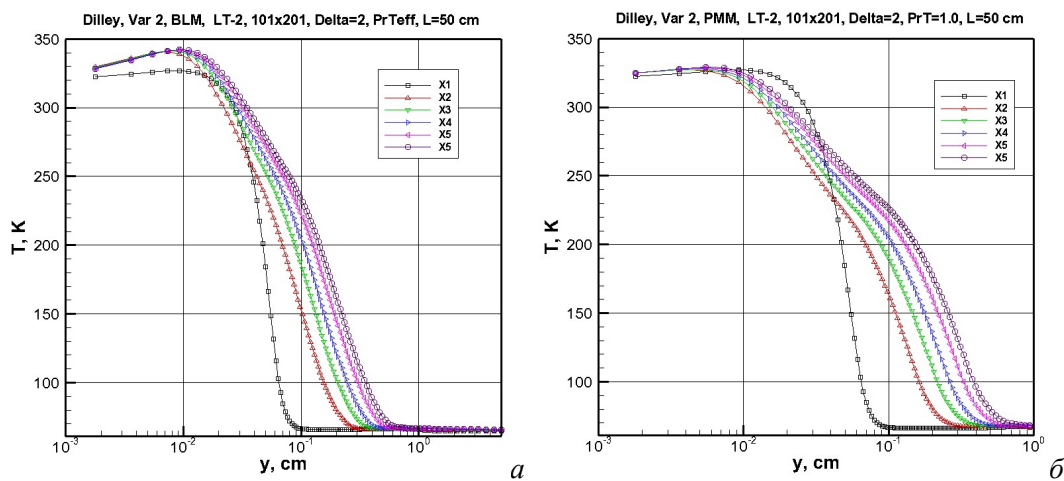 Dilley, Var 2, BLM, LT-2, 101x201, Delta=2, PrTeff, L=50 cm
350
300
250
200
150
100
T, K
X1
X2
X3
X4
X5
X5
10⁻³
10⁻²
10⁻¹
10⁰
y, cm
а
Dilley, Var 2, PMM, LT-2, 101x201, Delta=2, PrT=1.0, L=50 cm
350
300
250
200
150
100
T, K
X1
X2
X3
X4
X5
X5
10⁻³
10⁻²
10⁻¹
10⁰
y, cm
б